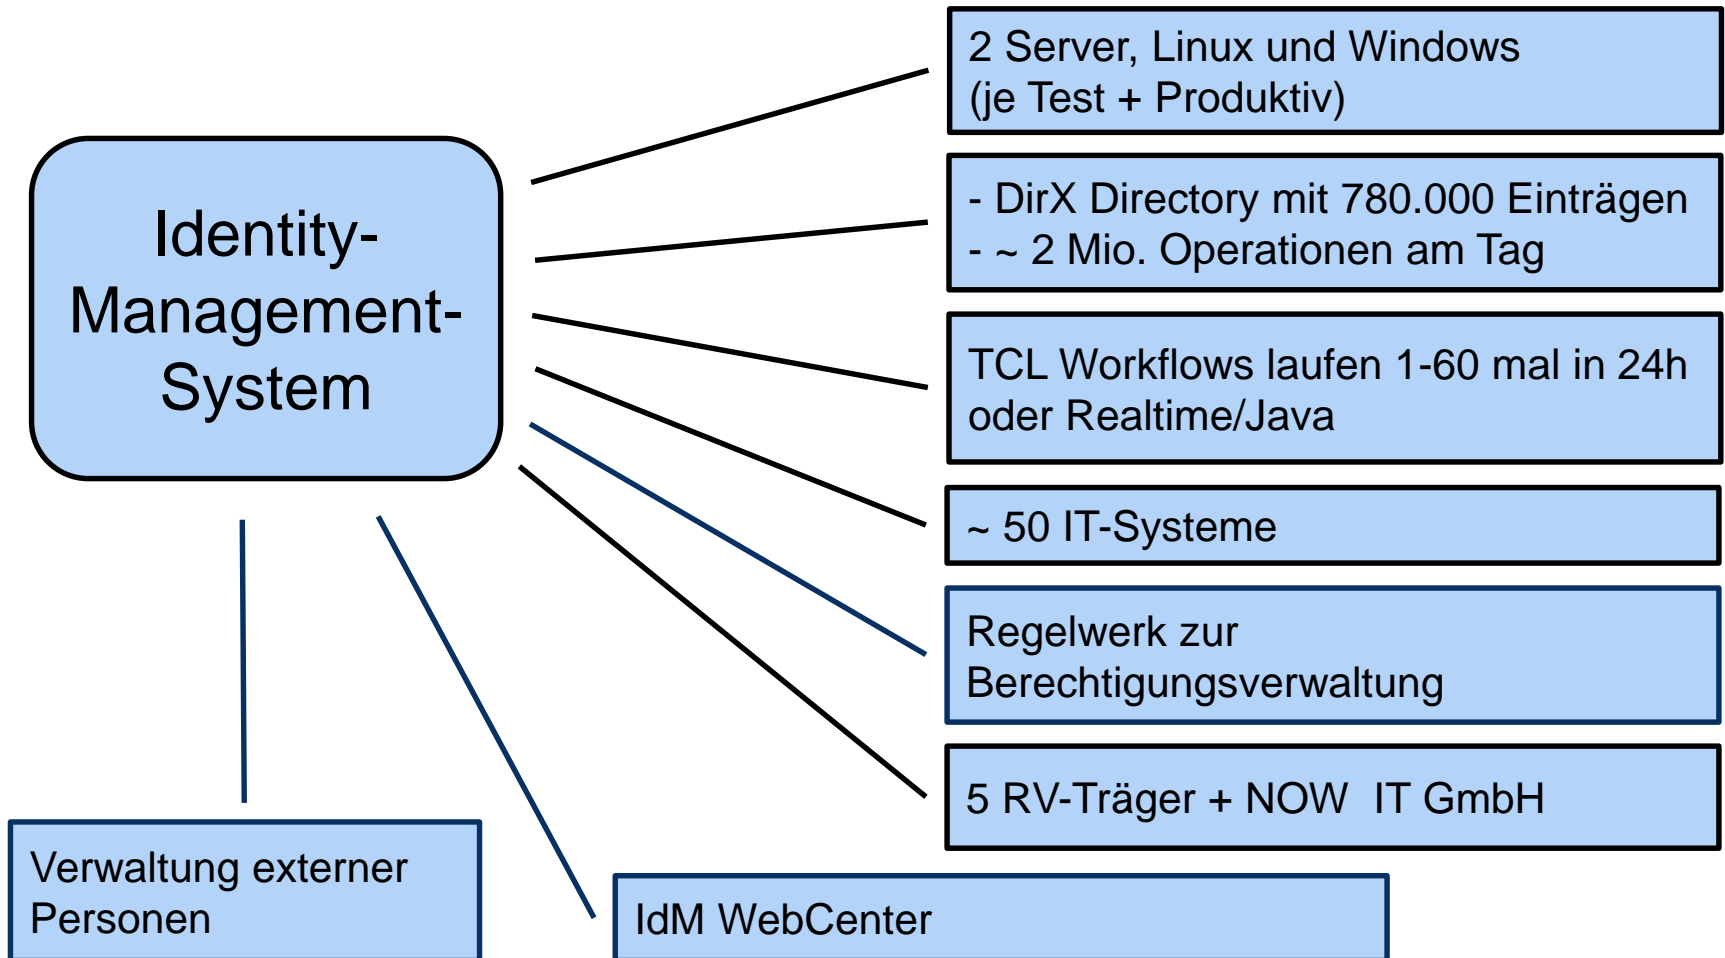 Identity-
Management-
System
2 Server, Linux und Windows
(je Test + Produktiv)
- DirX Directory mit 780.000 Einträgen
- ~ 2 Mio. Operationen am Tag
TCL Workflows laufen 1-60 mal in 24h
oder Realtime/Java
~ 50 IT-Systeme
Regelwerk zur
Berechtigungsverwaltung
5 RV-Träger + NOW  IT GmbH
Verwaltung externer
Personen
IdM WebCenter